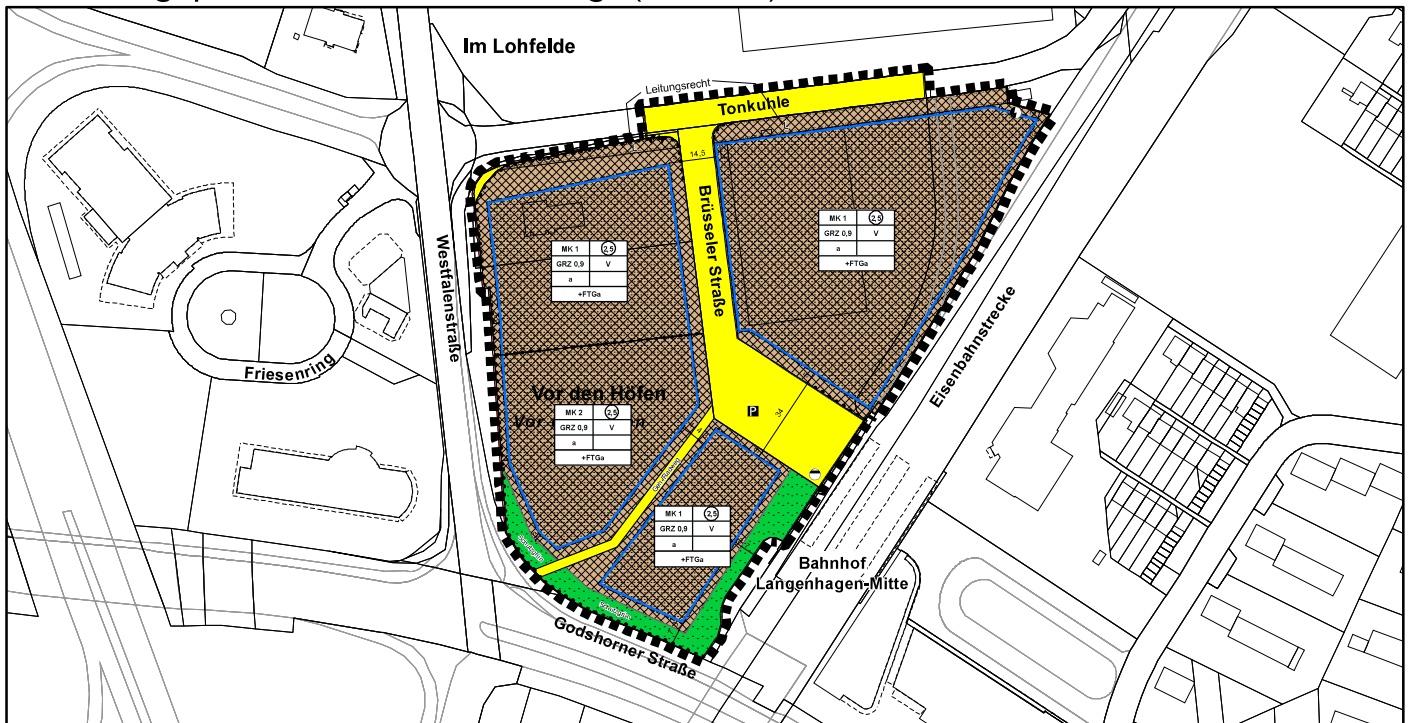 Im Lohfelde
Leitungsrecht
Tonkuhle
14,5
Brüsseler Straße
Westfalenstraße
Friesenring
MK 1 2,5
GRZ 0,9 V
a
+FTGa
MK 1 2,5
GRZ 0,9 V
a
+FTGa
Vor den Höfen
MK 2 2,5
GRZ 0,9 V
a
+FTGa
P
34
Eisenbahnstrecke
MK 1 2,5
GRZ 0,9 V
a
+FTGa
Bahnhof
Langenhagen-Mitte
Godshorner Straße